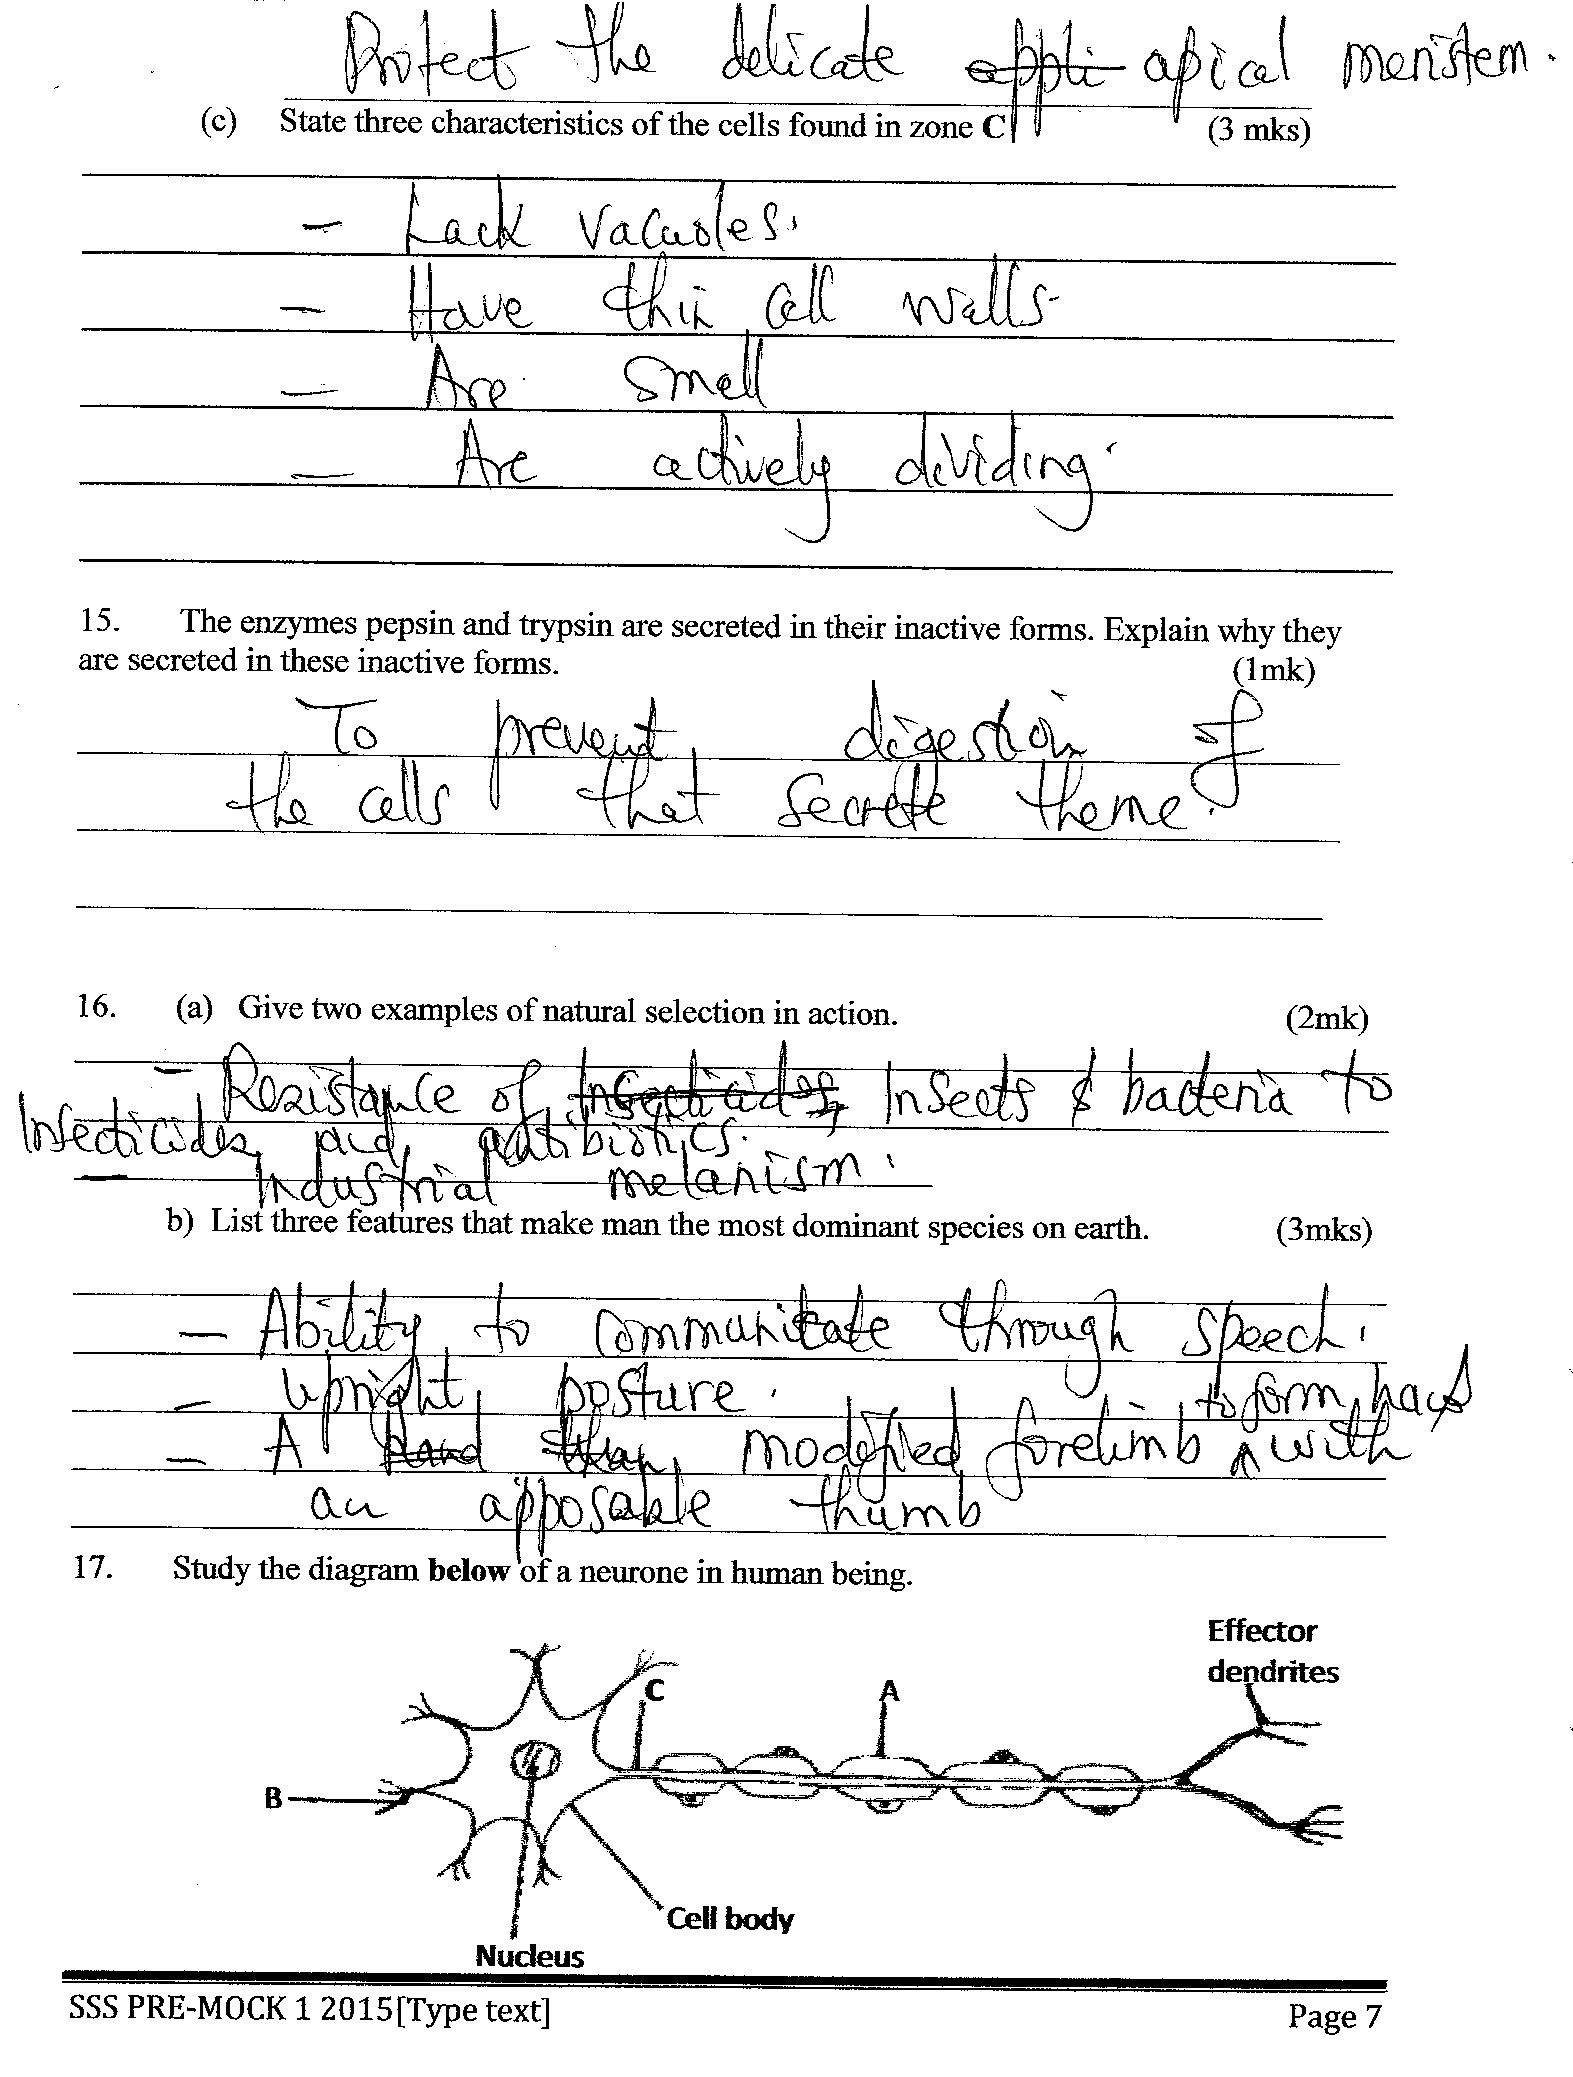 Protect the delicate appli apical meristem.
(c) State three characteristics of the cells found in zone C (3 mks)
- Lack vacuoles.
- Have thin cell walls.
- Are small
- Are actively dividing.
15. The enzymes pepsin and trypsin are secreted in their inactive forms. Explain why they
are secreted in these inactive forms. (1mk)
To prevent digestion of
the cells that secrete theme.
16. (a) Give two examples of natural selection in action. (2mk)
- Resistance of Insecticides, Insects & bacteria to
Insecticides and antibiotics.
- Industrial melanism.
b) List three features that make man the most dominant species on earth. (3mks)
- Ability to communicate through speech.
- Upright posture.
to form hand
- A hand modified forelimb with
an apposable thumb
17. Study the diagram below of a neurone in human being.
Effector
dendrites
C
A
B
Cell body
Nucleus
SSS PRE-MOCK 1 2015[Type text] Page 7